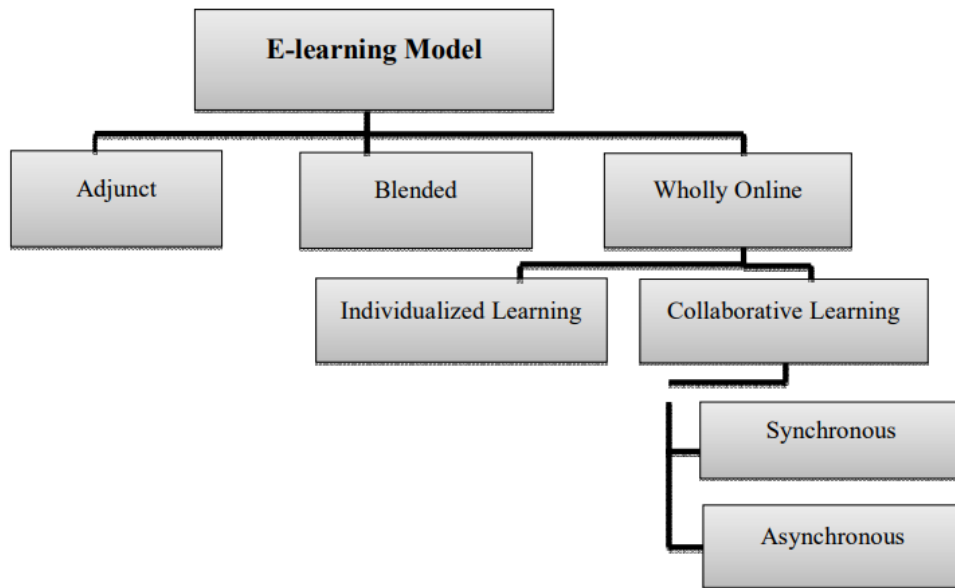 E-learning Model
Adjunct
Blended
Wholly Online
Individualized Learning
Collaborative Learning
Synchronous
Asynchronous